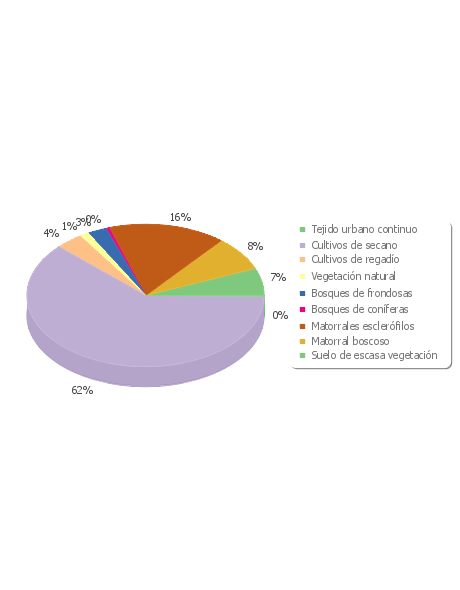 16%
3%
0%
1%
4%
8%
7%
0%
62%
Tejido urbano continuo
Cultivos de secano
Cultivos de regadío
Vegetación natural
Bosques de frondosas
Bosques de coníferas
Matorrales esclerófilos
Matorral boscoso
Suelo de escasa vegetación